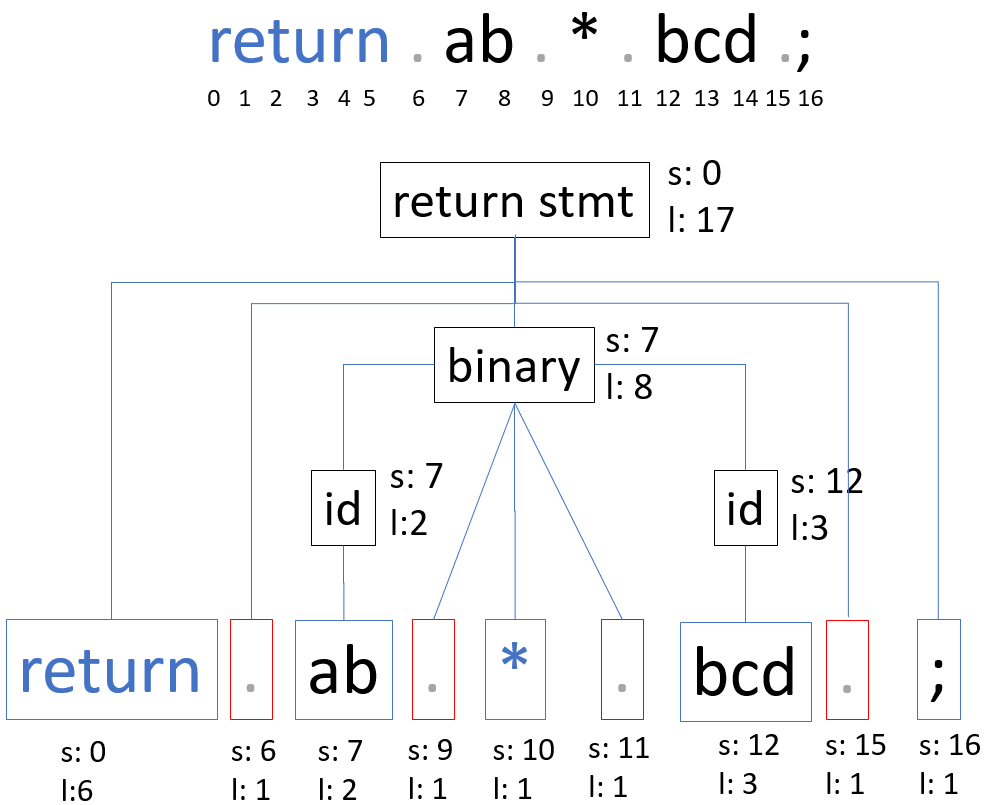 return . ab . * . bcd .;
0 1 2 3 4 5 6 7 8 9 10 11 12 13 14 15 16
return stmt
s: 0
l: 17
binary
s: 7
l: 8
id
s: 7
l:2
id
s: 12
l:3
return . ab . * . bcd . ;
s: 0 s: 6 s: 7 s: 9 s: 10 s: 11 s: 12 s: 15 s: 16
l:6 l: 1 l: 2 l: 1 l: 1 l: 1 l: 3 l: 1 l: 1